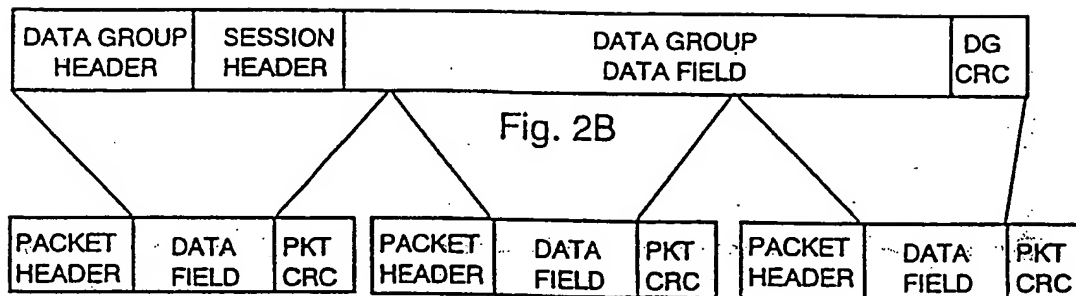 DATA GROUP HEADER
SESSION HEADER
DATA GROUP DATA FIELD
DG CRC
Fig. 2B
PACKET HEADER
DATA FIELD
PKT CRC
PACKET HEADER
DATA FIELD
PKT CRC
PACKET HEADER
DATA FIELD
PKT CRC